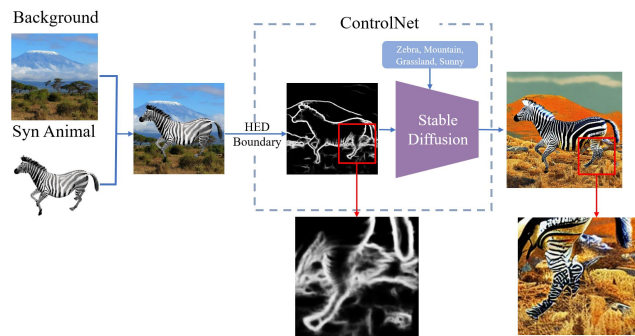 Background
ControlNet
Zebra, Mountain,
Grassland, Sunny
Syn Animal
HED
Boundary
Stable
Diffusion